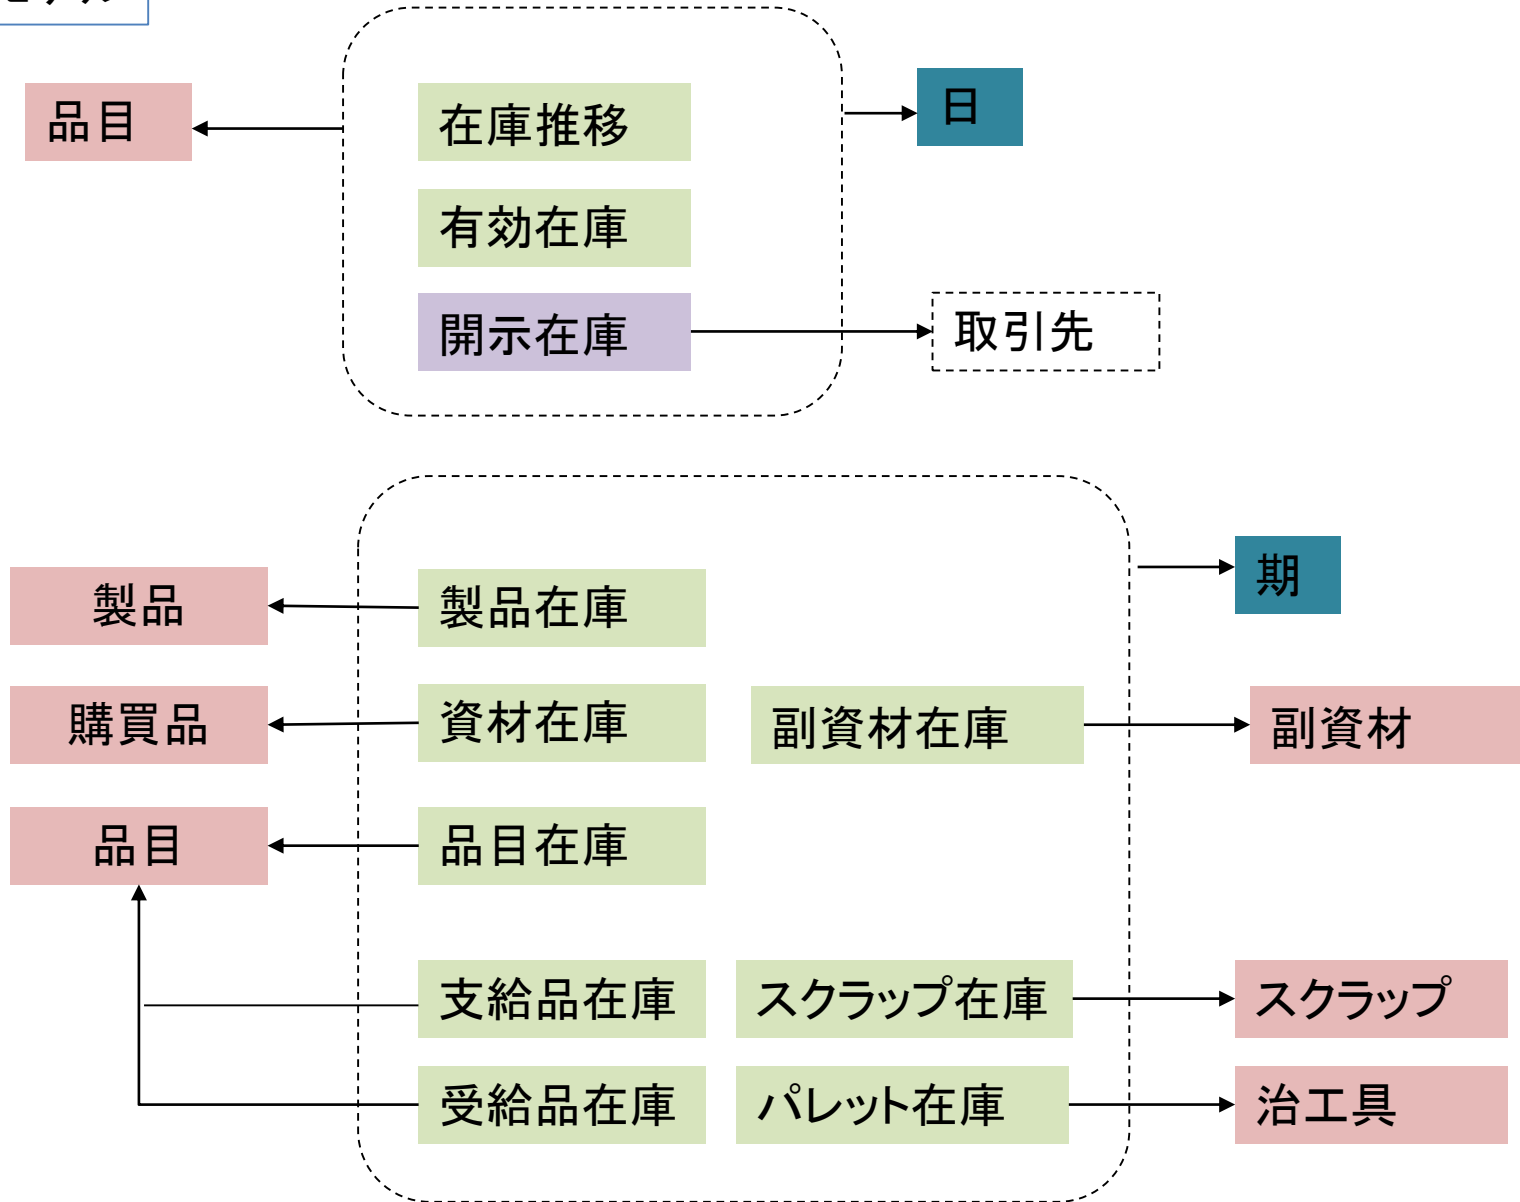 品目
在庫推移
日
有効在庫
開示在庫
取引先
期
製品
製品在庫
購買品
資材在庫
副資材在庫
副資材
品目
品目在庫
支給品在庫
スクラップ在庫
スクラップ
受給品在庫
パレット在庫
治工具